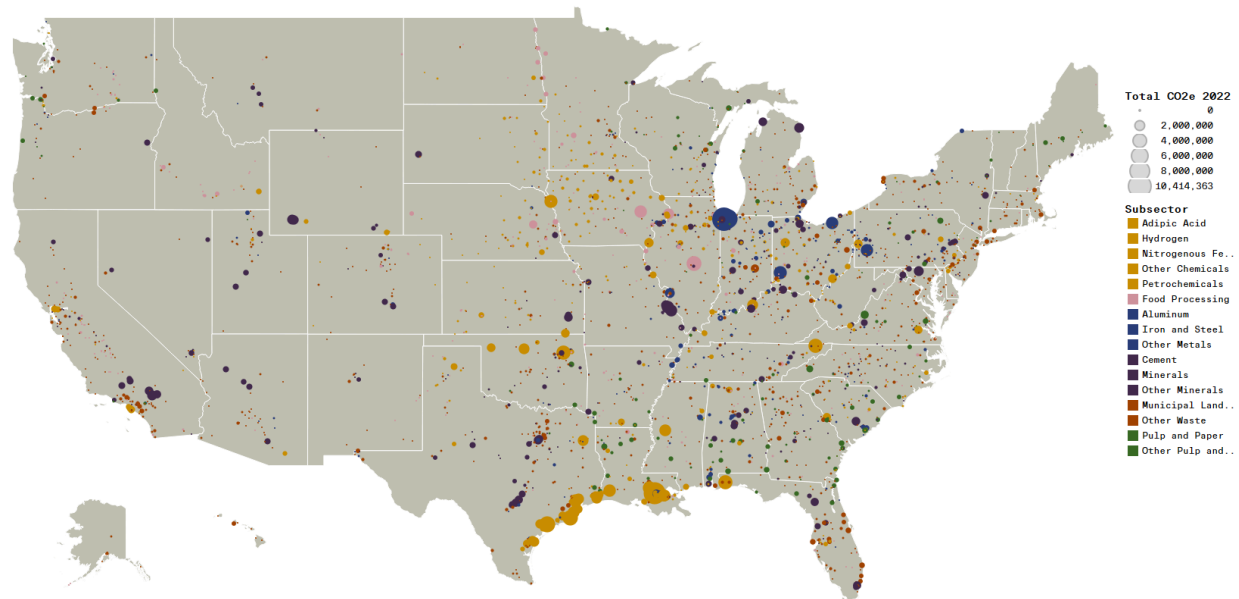 Total CO2e 2022
0
2,000,000
4,000,000
6,000,000
8,000,000
10,414,363
Subsector
Adipic Acid
Hydrogen
Nitrogenous Fe..
Other Chemicals
Petrochemicals
Food Processing
Aluminum
Iron and Steel
Other Metals
Cement
Minerals
Other Minerals
Municipal Land..
Other Waste
Pulp and Paper
Other Pulp and..